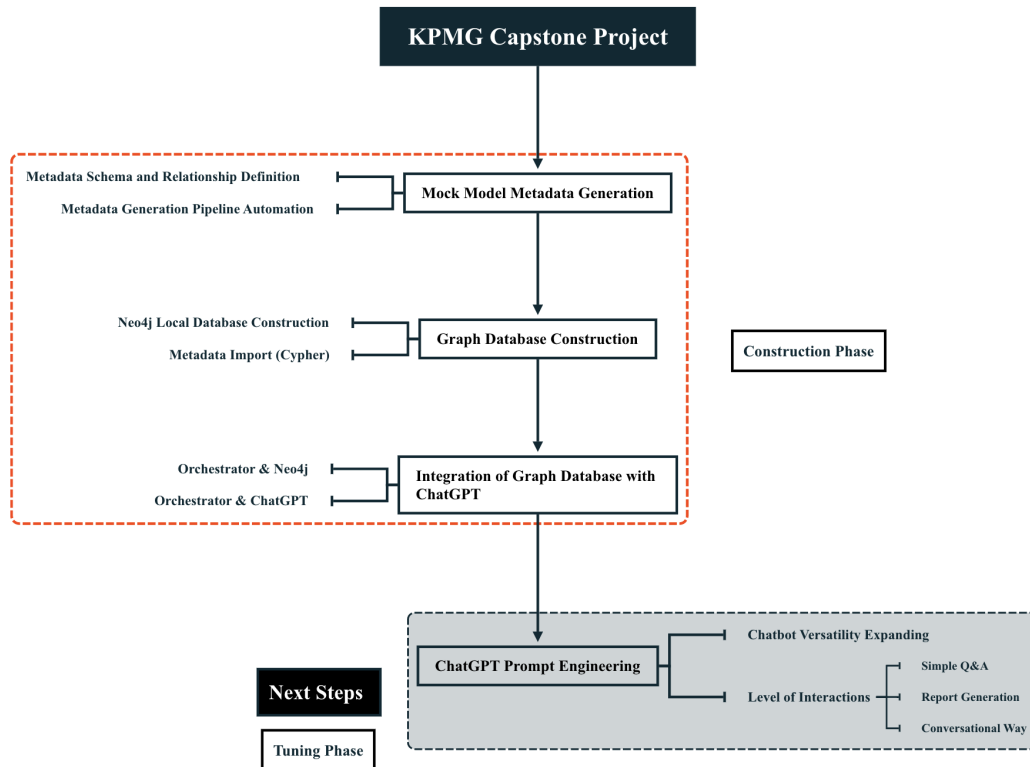 KPMG Capstone Project
Metadata Schema and Relationship Definition
Mock Model Metadata Generation
Metadata Generation Pipeline Automation
Neo4j Local Database Construction
Graph Database Construction
Metadata Import (Cypher)
Construction Phase
Orchestrator & Neo4j
Integration of Graph Database with
ChatGPT
Orchestrator & ChatGPT
Chatbot Versatility Expanding
ChatGPT Prompt Engineering
Simple Q&A
Level of Interactions
Report Generation
Conversational Way
Next Steps
Tuning Phase